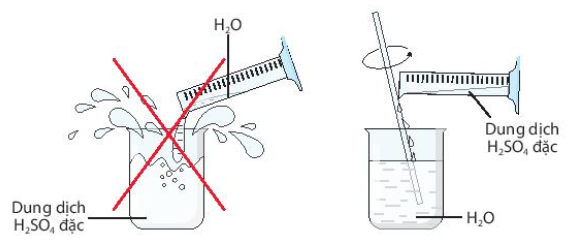 H₂O
Dung dịch
H₂SO₄ đặc
Dung dịch
H₂SO₄ đặc
H₂O